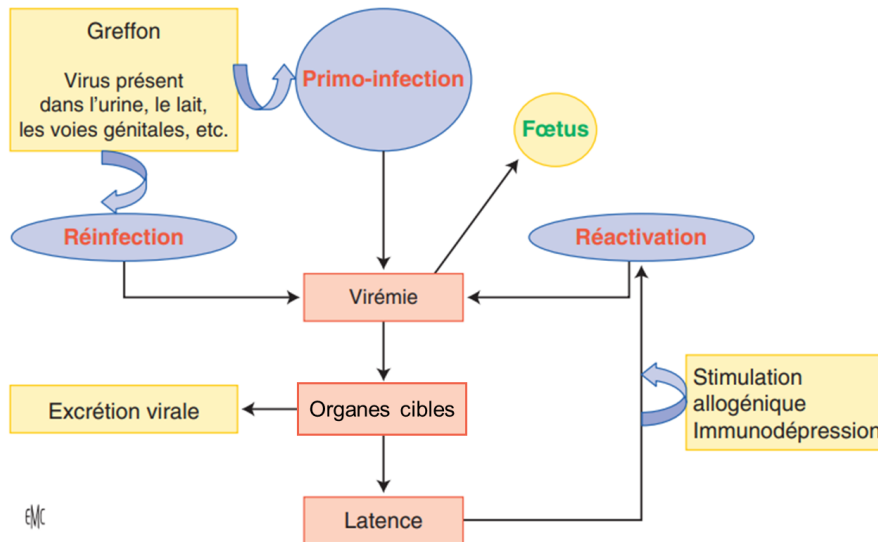 Greffon
Virus présent
dans l'urine, le lait,
les voies génitales, etc.
Primo-infection
Fœtus
Réinfection
Réactivation
Virémie
Stimulation
allogénique
Immunodépression
Excrétion virale
Organes cibles
Latence
EMC